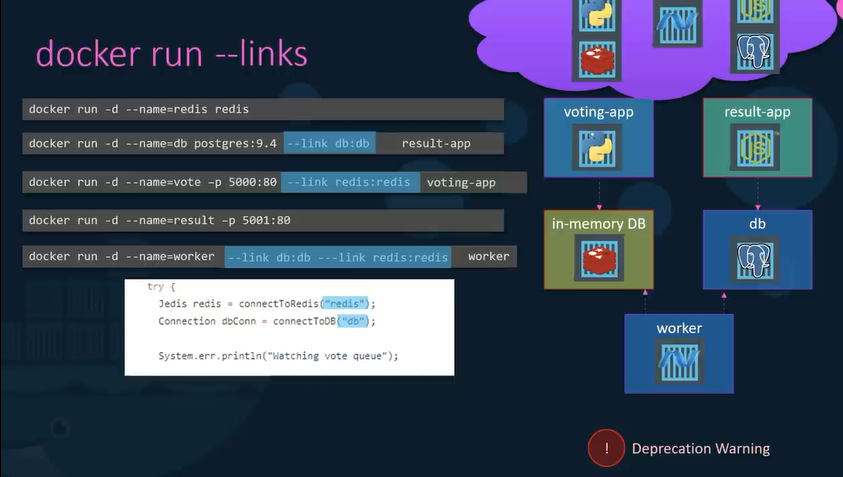 docker run --links
docker run -d --name=redis redis
docker run -d --name=db postgres:9.4 --link db:db result-app
docker run -d --name=vote –p 5000:80 --link redis:redis voting-app
docker run -d --name=result –p 5001:80
docker run -d --name=worker --link db:db ---link redis:redis worker
try {
Jedis redis = connectToRedis("redis");
Connection dbConn = connectToDB("db");
System.err.println("Watching vote queue");
voting-app
result-app
JS
in-memory DB
db
worker
JS
Deprecation Warning
!